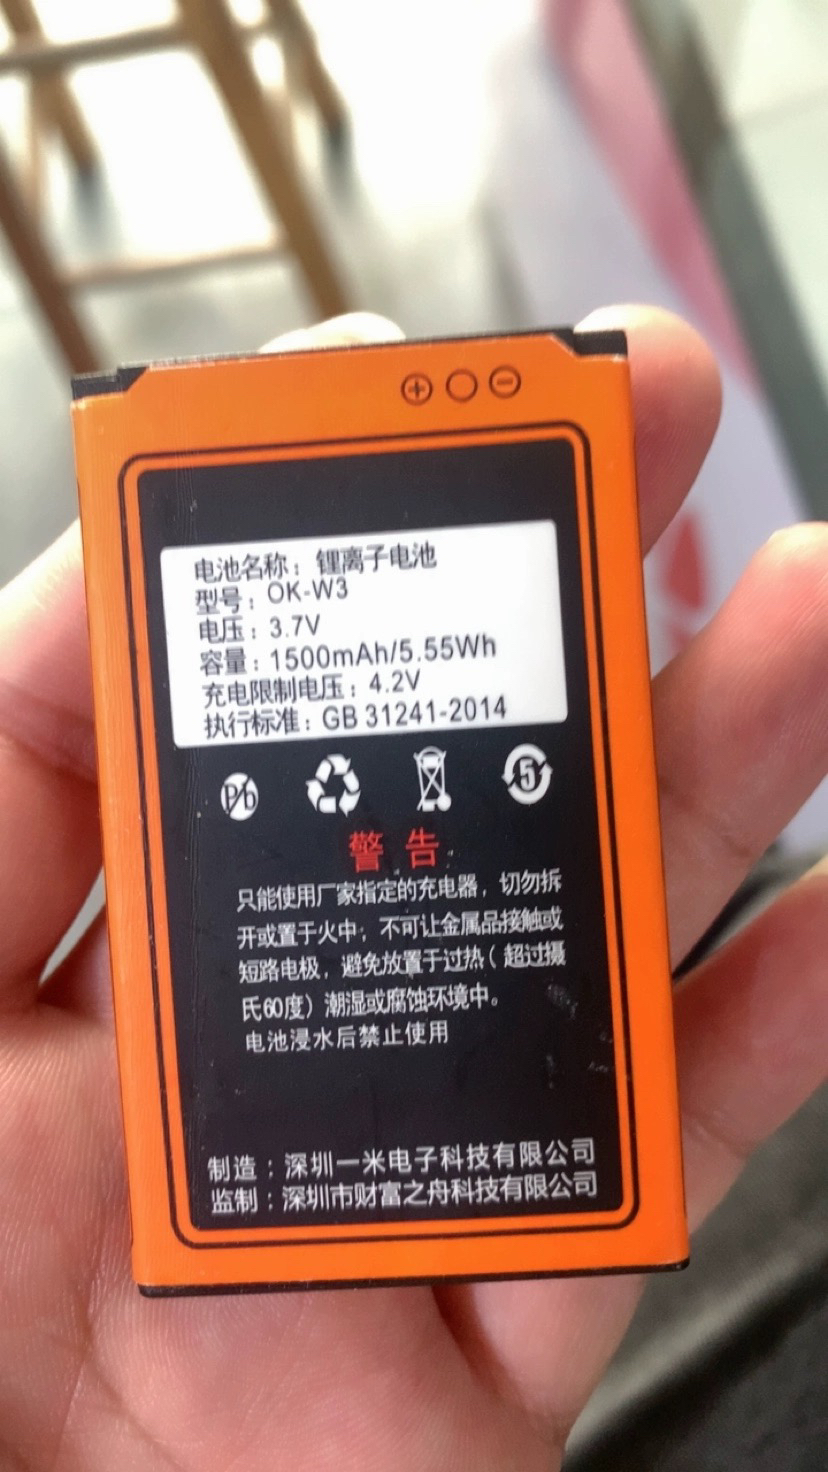 电池名称：锂离子电池
型号：OK-W3
电压：3.7V
容量：1500mAh/5.55Wh
充电限制电压：4.2V
执行标准：GB 31241-2014
Pb
5
警告
只能使用厂家指定的充电器，切勿拆
开或置于火中；不可让金属品接触或
短路电极，避免放置于过热（超过摄
氏60度）潮湿或腐蚀环境中。
电池浸水后禁止使用
制造：深圳一米电子科技有限公司
监制：深圳市财富之舟科技有限公司